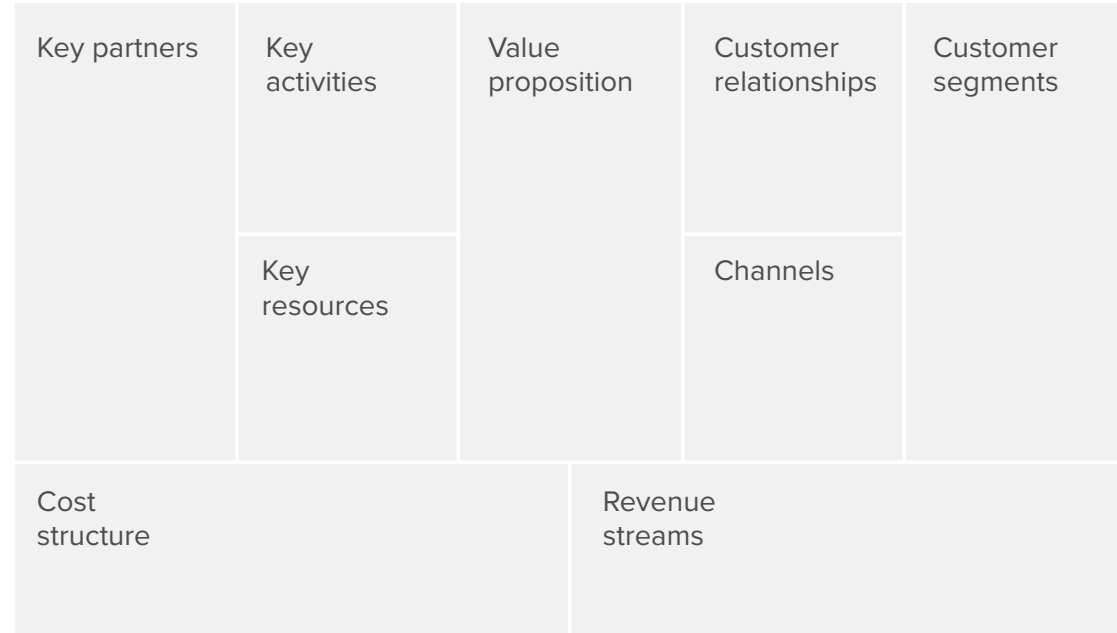 Key partners
Key
activities
Key
resources
Value
proposition
Customer
relationships
Channels
Customer
segments
Cost
structure
Revenue
streams